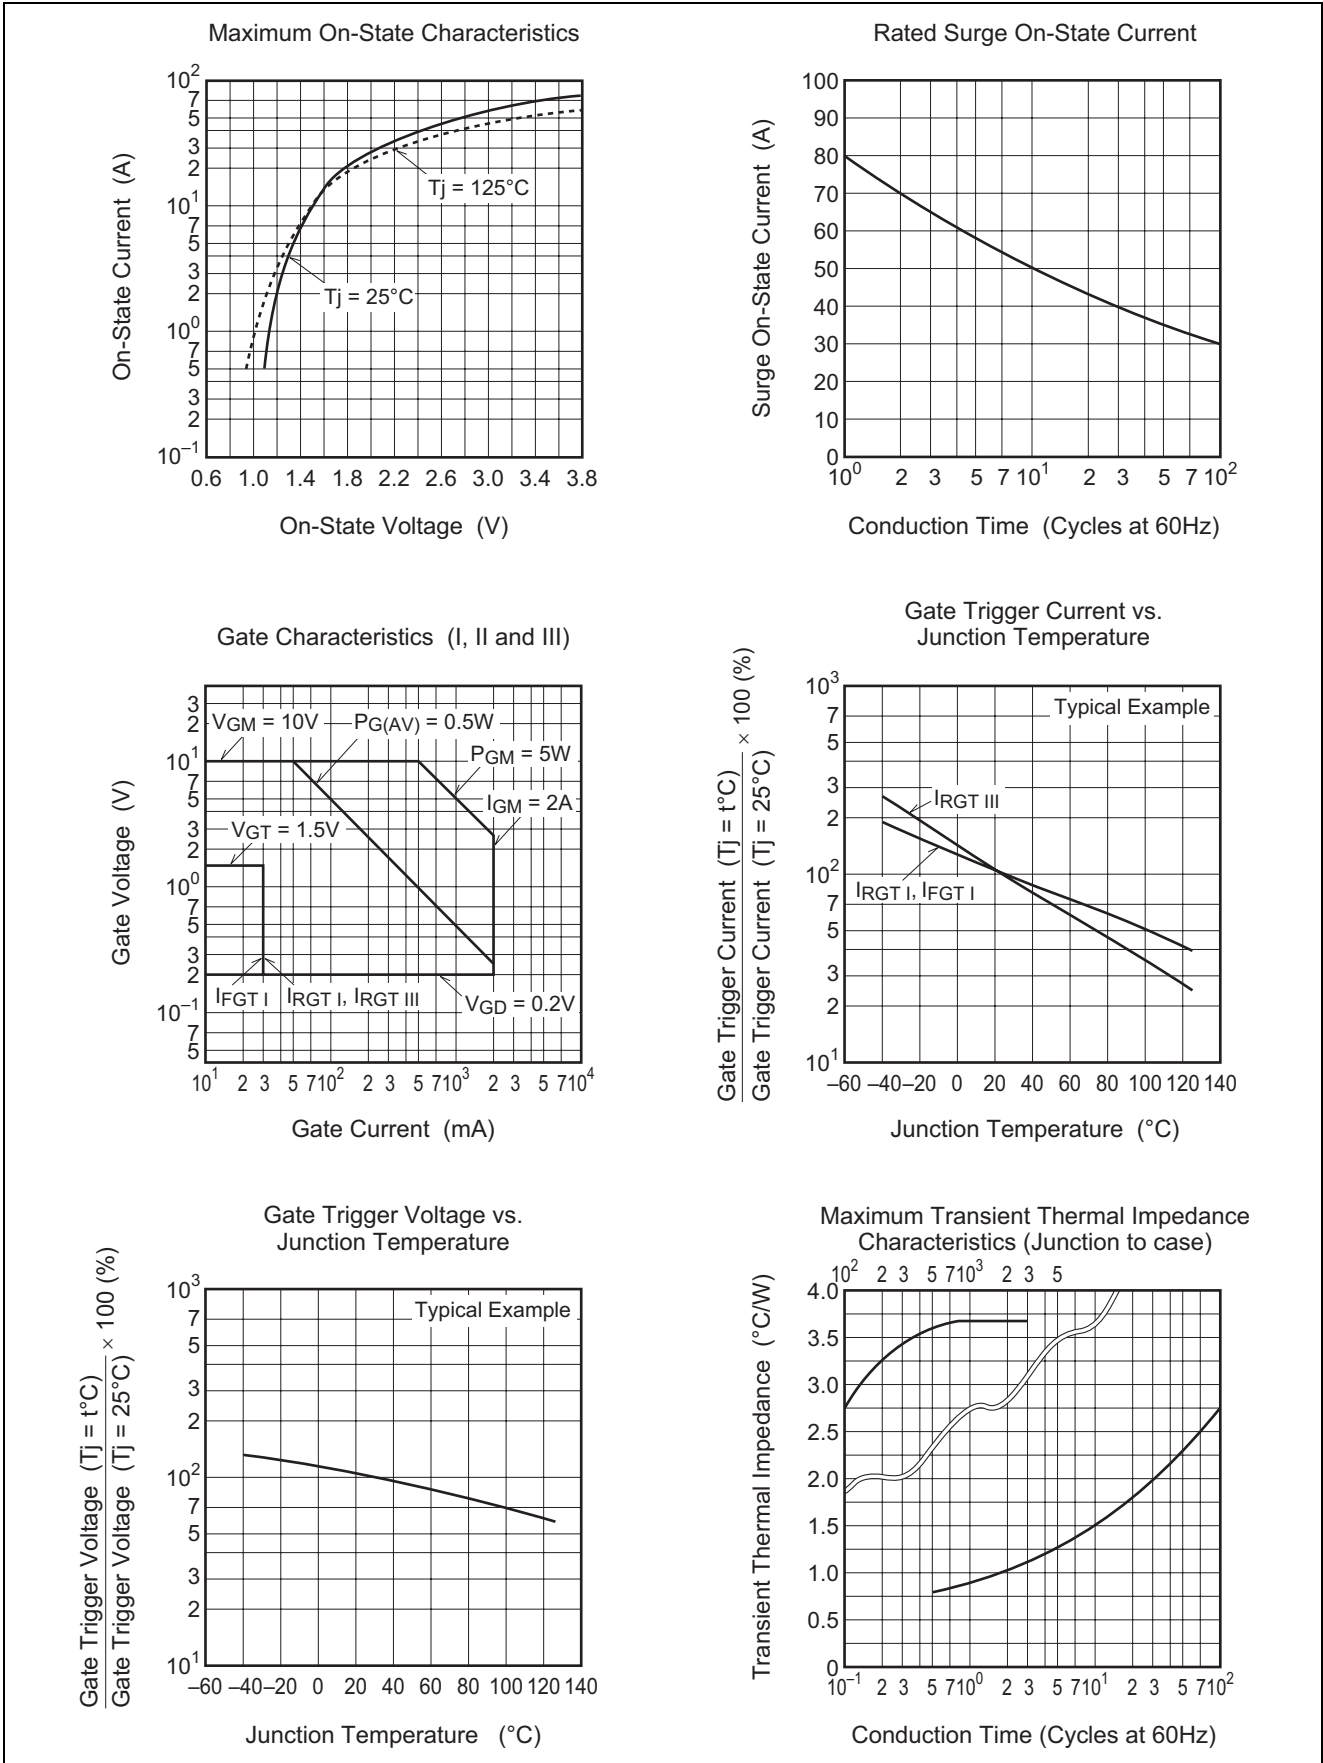 Maximum On-State Characteristics
10²
7
5
3
2
10¹
7
5
3
2
10⁰
7
5
3
2
10–1
On-State Current (A)
Tj = 125°C
Tj = 25°C
0.6 1.0 1.4 1.8 2.2 2.6 3.0 3.4 3.8
On-State Voltage (V)
Rated Surge On-State Current
100
90
80
70
60
50
40
30
20
10
0
Surge On-State Current (A)
10⁰ 2 3 5 7 10¹ 2 3 5 7 10²
Conduction Time (Cycles at 60Hz)
Gate Characteristics (I, II and III)
3
2
10¹
7
5
3
2
10⁰
7
5
3
2
10–1
7
5
Gate Voltage (V)
VGM = 10V
PG(AV) = 0.5W
PGM = 5W
IGM = 2A
VGT = 1.5V
IFGT I
IRGT I, IRGT III
VGD = 0.2V
10¹ 2 3 5 710² 2 3 5 710³ 2 3 5 710⁴
Gate Current (mA)
Gate Trigger Current vs.
Junction Temperature
10³
7
5
3
2
10²
7
5
3
2
10¹
Gate Trigger Current (Tj = t°C)
Gate Trigger Current (Tj = 25°C)
× 100 (%)
Typical Example
IRGT III
IRGT I, IFGT I
–60 –40 –20 0 20 40 60 80 100 120 140
Junction Temperature (°C)
Gate Trigger Voltage vs.
Junction Temperature
10³
7
5
3
2
10²
7
5
3
2
10¹
Gate Trigger Voltage (Tj = t°C)
Gate Trigger Voltage (Tj = 25°C)
× 100 (%)
Typical Example
–60 –40 –20 0 20 40 60 80 100 120 140
Junction Temperature (°C)
Maximum Transient Thermal Impedance
Characteristics (Junction to case)
10² 2 3 5 710³ 2 3 5
4.0
3.5
3.0
2.5
2.0
1.5
1.0
0.5
0
Transient Thermal Impedance (°C/W)
10–1 2 3 5 710⁰ 2 3 5 710¹ 2 3 5 710²
Conduction Time (Cycles at 60Hz)